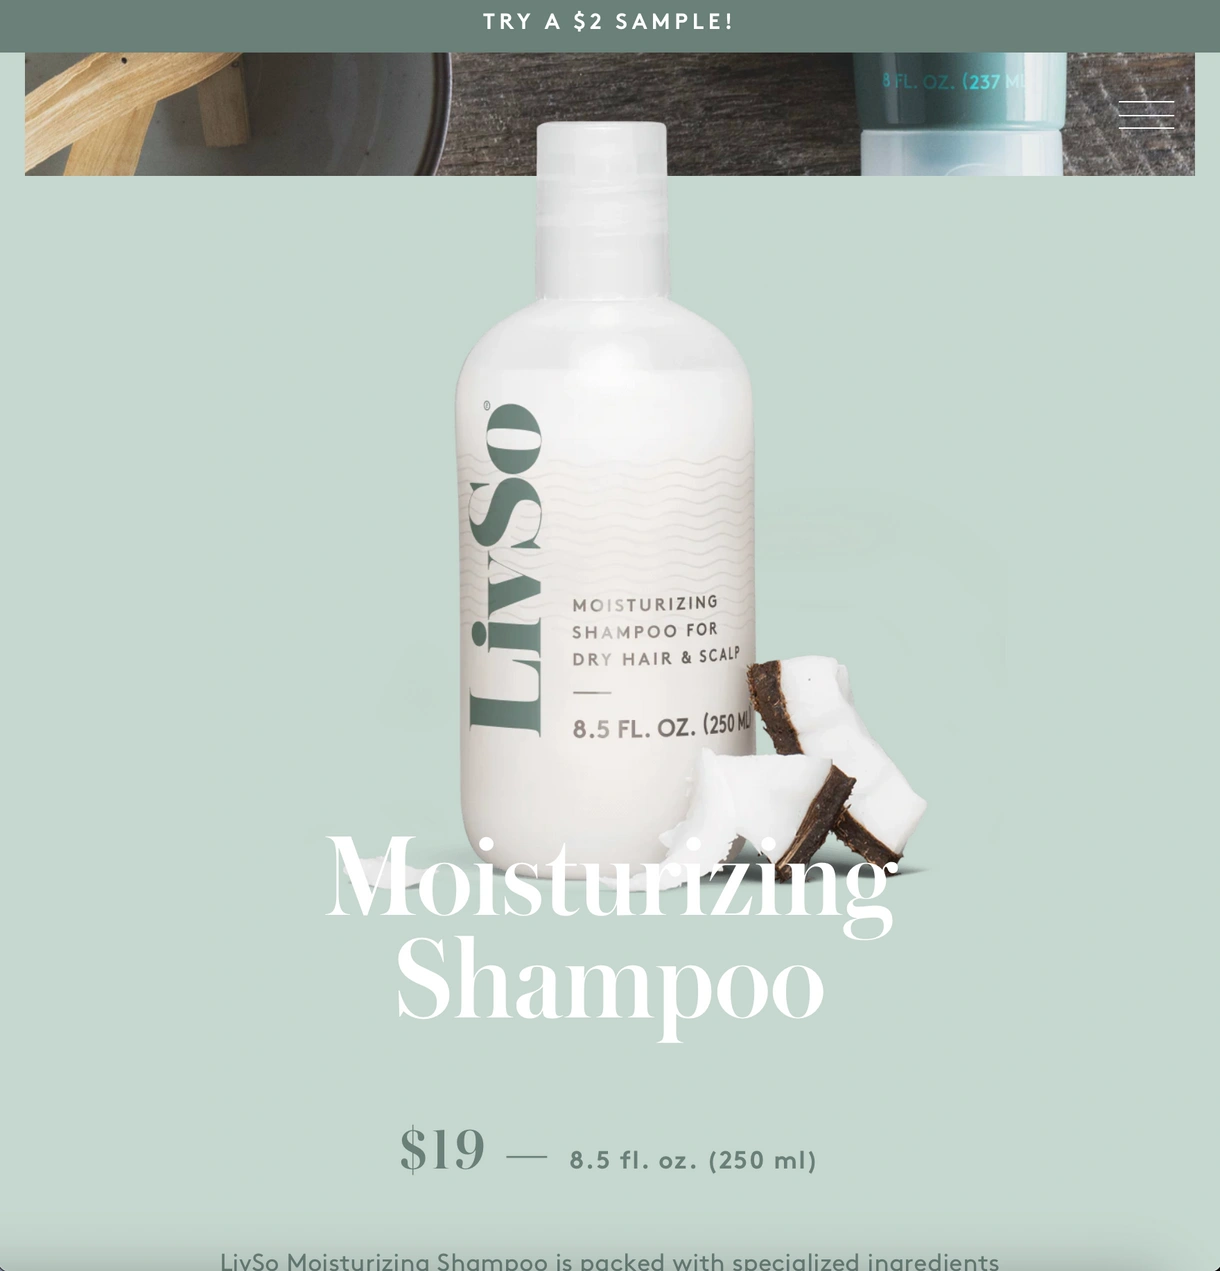 TRY A $2 SAMPLE!
8 FL. OZ. (237 ML
LivSo®
MOISTURIZING
SHAMPOO FOR
DRY HAIR & SCALP
8.5 FL. OZ. (250 ML
Moisturizing
Shampoo
$19 — 8.5 fl. oz. (250 ml)
LivSo Moisturizing Shampoo is packed with specialized ingredients